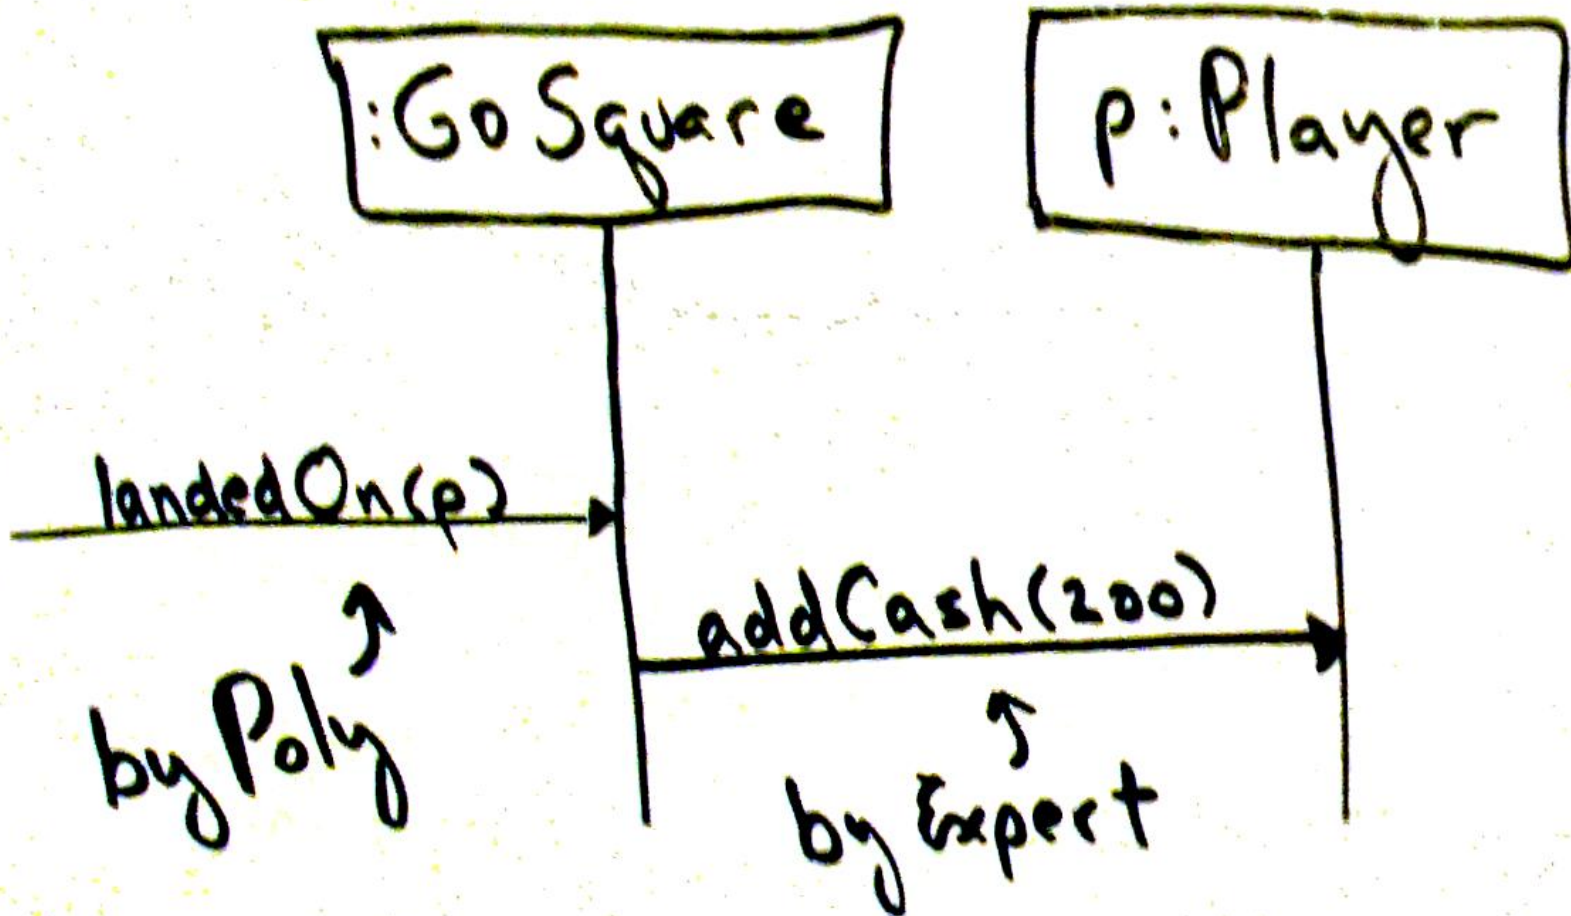 :GoSquare
p:Player
landedOn(p)
addCash(200)
by Poly
by Expert